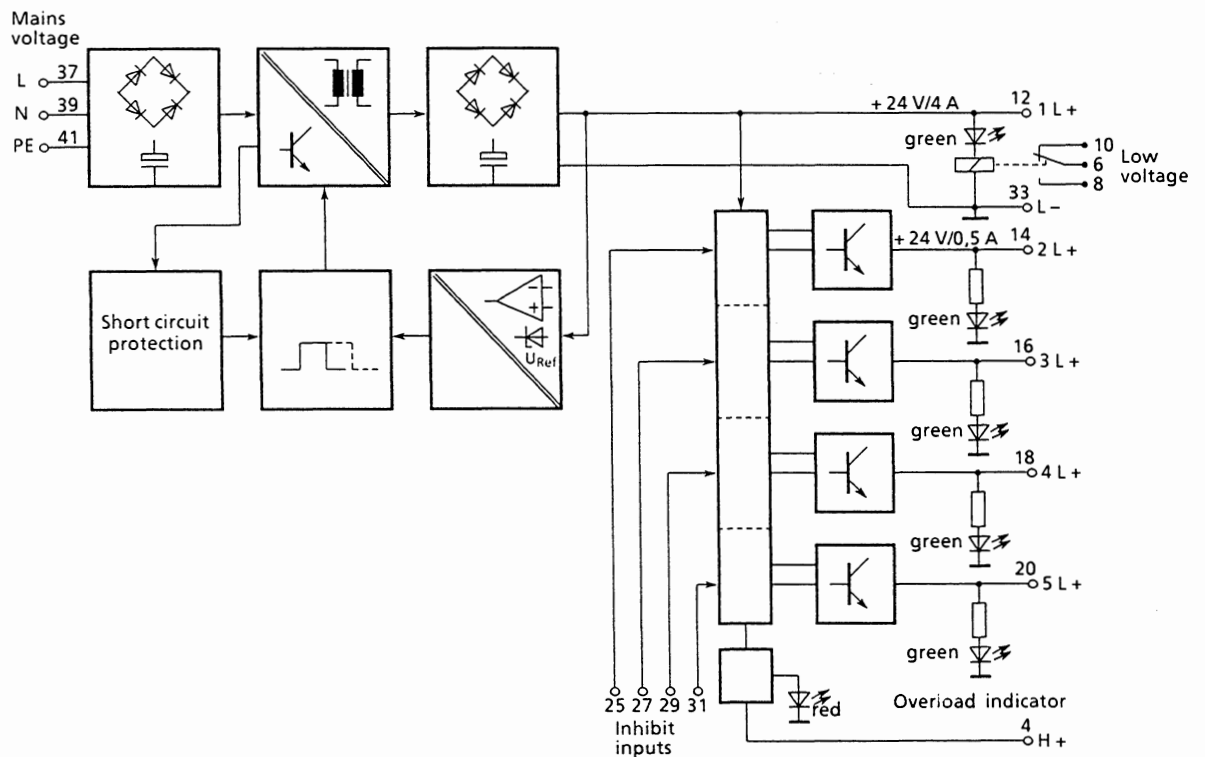 Mains
voltage
L 37
N 39
PE 41
+ 24 V/4 A
12 1 L+
green
10
6
8
Low
voltage
33 L−
Short circuit
protection
− +
U Ref
+ 24 V/0,5 A
14 2 L+
green
16 3 L+
green
18 4 L+
green
20 5 L+
green
25 27 29 31
Inhibit
inputs
red
Overload indicator
4 H +